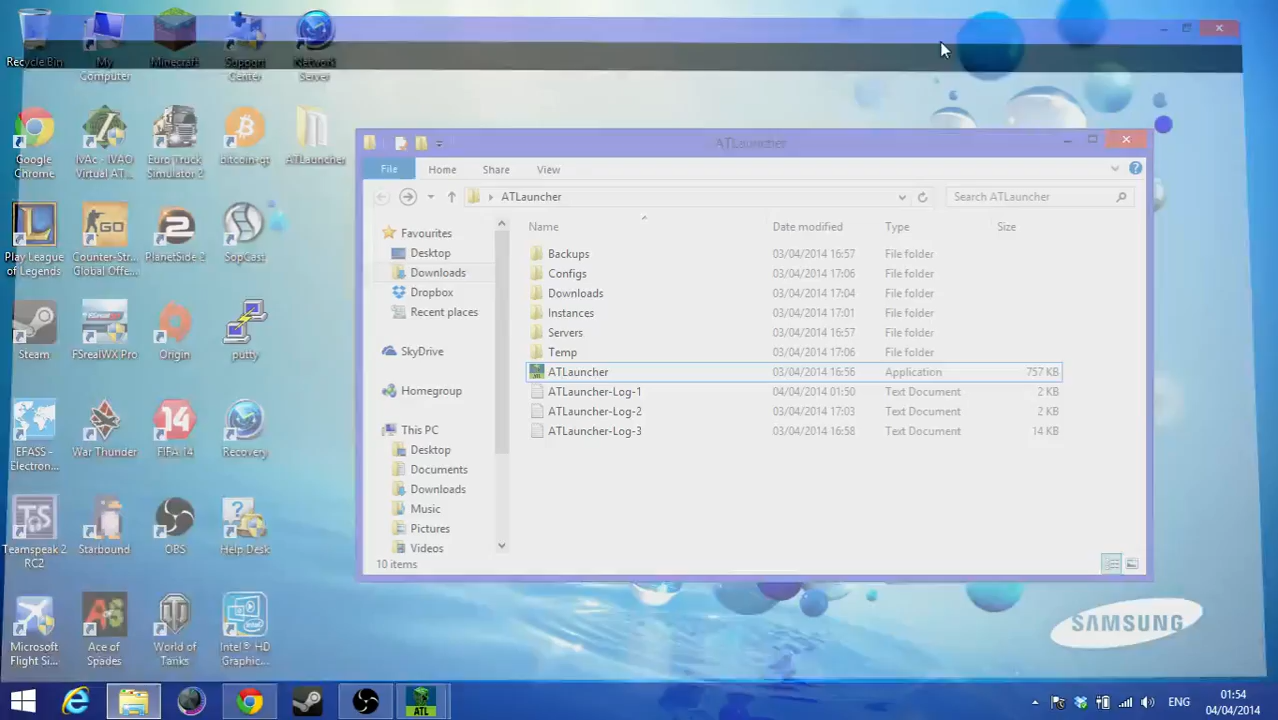 Recycle Bin
My Computer
Minecraft
Support Center
Network Server
Google Chrome
IVAc - IVAO Virtual AT...
Euro Truck Simulator 2
bitcoin-qt
ATLauncher
Play League of Legends
Counter-Str... Global Offe...
PlanetSide 2
SopCast
Steam
FSrealWX Pro
Origin
putty
EFASS - Electron...
War Thunder
FIFA 14
Recovery
Teamspeak 2 RC2
Starbound
OBS
Help Desk
Microsoft Flight Si...
Ace of Spades
World of Tanks
Intel® HD Graphic...
ATLauncher
File
Home
Share
View
ATLauncher
Search ATLauncher
Name
Date modified
Type
Size
Favourites
Desktop
Downloads
Dropbox
Recent places
SkyDrive
Homegroup
This PC
Desktop
Documents
Downloads
Music
Pictures
Videos
Backups 03/04/2014 16:57 File folder
Configs 03/04/2014 17:06 File folder
Downloads 03/04/2014 17:04 File folder
Instances 03/04/2014 17:01 File folder
Servers 03/04/2014 16:57 File folder
Temp 03/04/2014 17:06 File folder
ATLauncher 03/04/2014 16:56 Application 757 KB
ATLauncher-Log-1 04/04/2014 01:50 Text Document 2 KB
ATLauncher-Log-2 03/04/2014 17:03 Text Document 2 KB
ATLauncher-Log-3 03/04/2014 16:58 Text Document 14 KB
10 items
SAMSUNG
ATL
ENG
01:54
04/04/2014